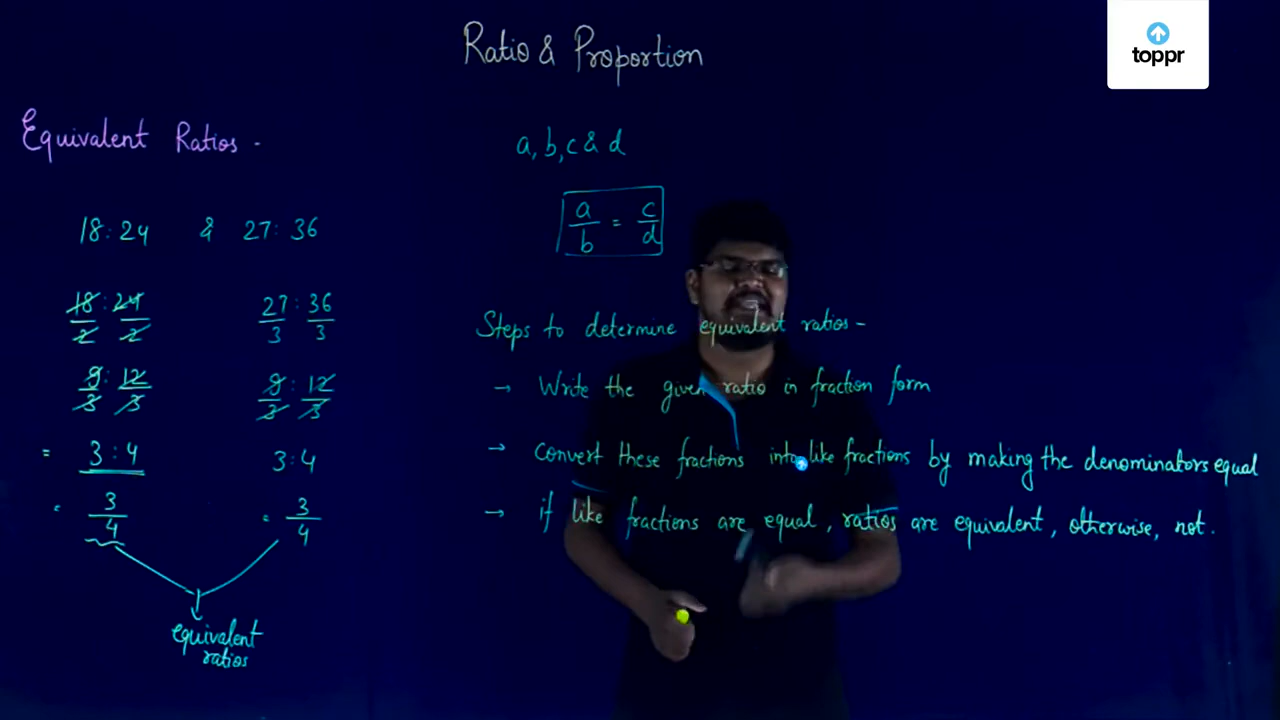 Ratio & Proportion
toppr
Equivalent Ratios -
18:24 & 27:36
18/2 : 24/2
27/3 : 36/3
9/3 : 12/3
9/3 : 12/3
= 3:4
3:4
= 3/4
= 3/4
equivalent
ratios
a, b, c & d
a/b = c/d
Steps to determine equivalent ratios-
→ Write the given ratio in fraction form
→ convert these fractions into like fractions by making the denominators equal
→ if like fractions are equal, ratios are equivalent, otherwise, not.